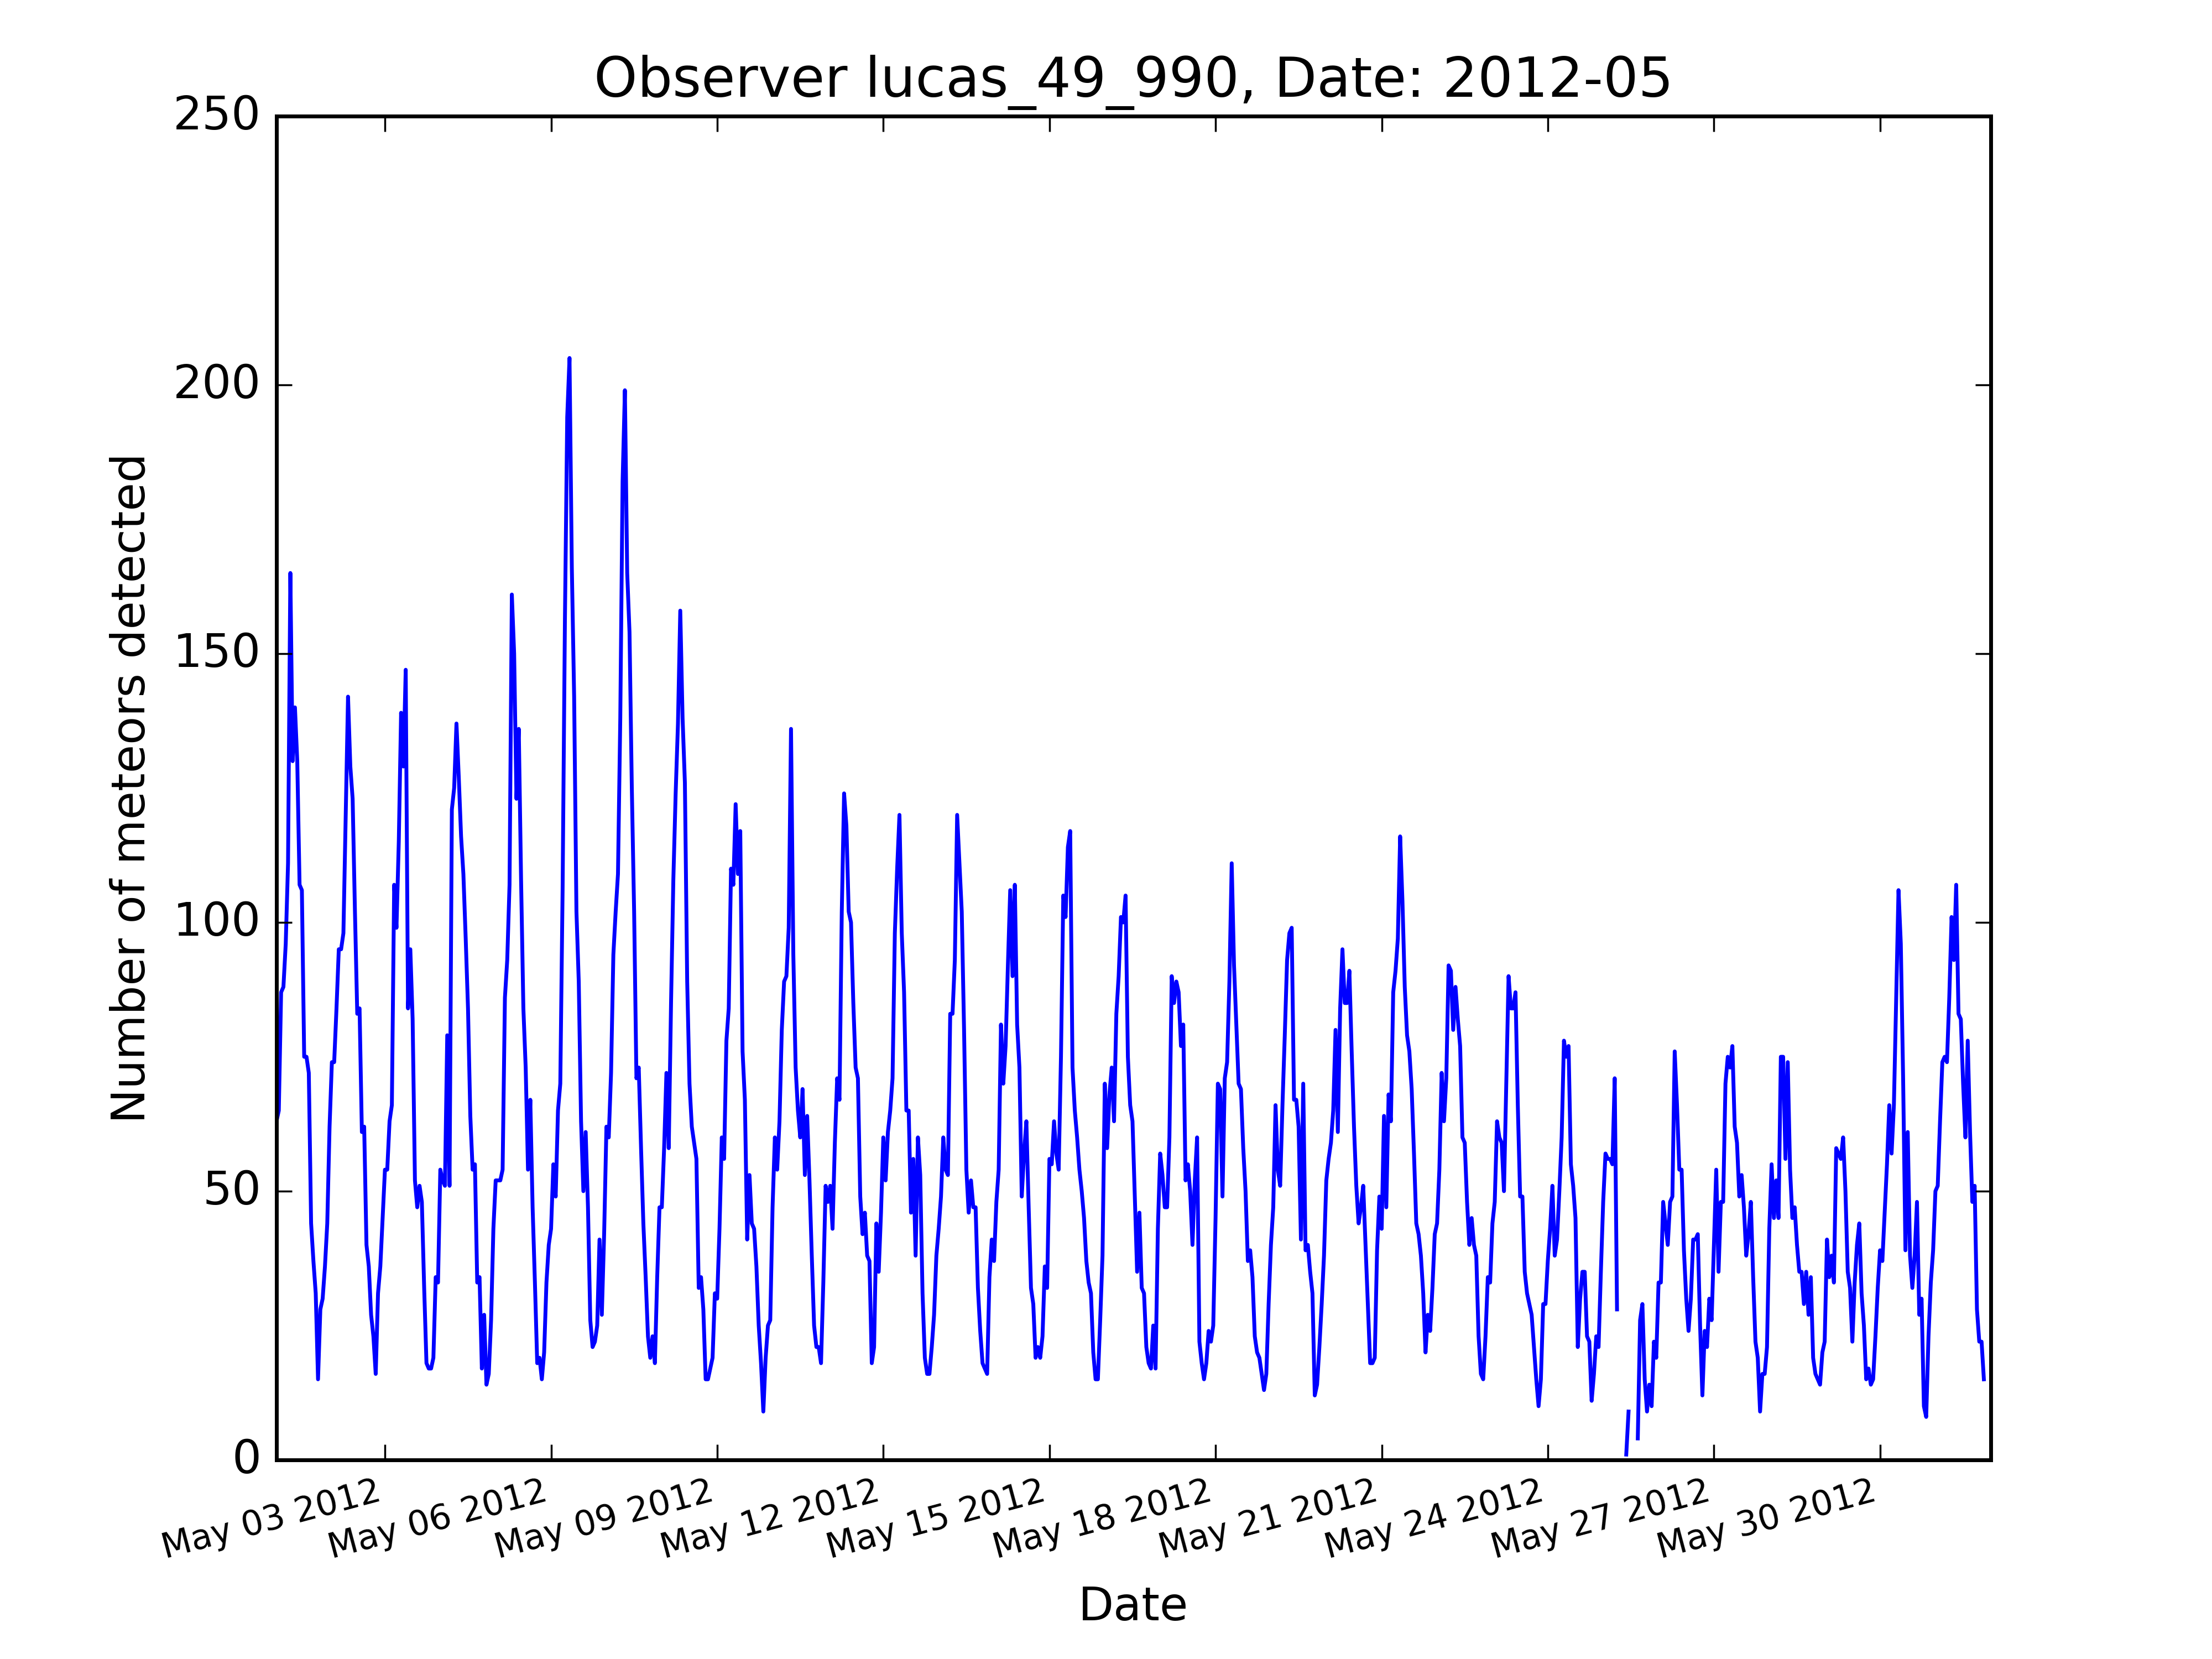 Observer lucas_49_990, Date: 2012-05
250
200
150
100
50
0
Number of meteors detected
May 03 2012
May 06 2012
May 09 2012
May 12 2012
May 15 2012
May 18 2012
May 21 2012
May 24 2012
May 27 2012
May 30 2012
Date